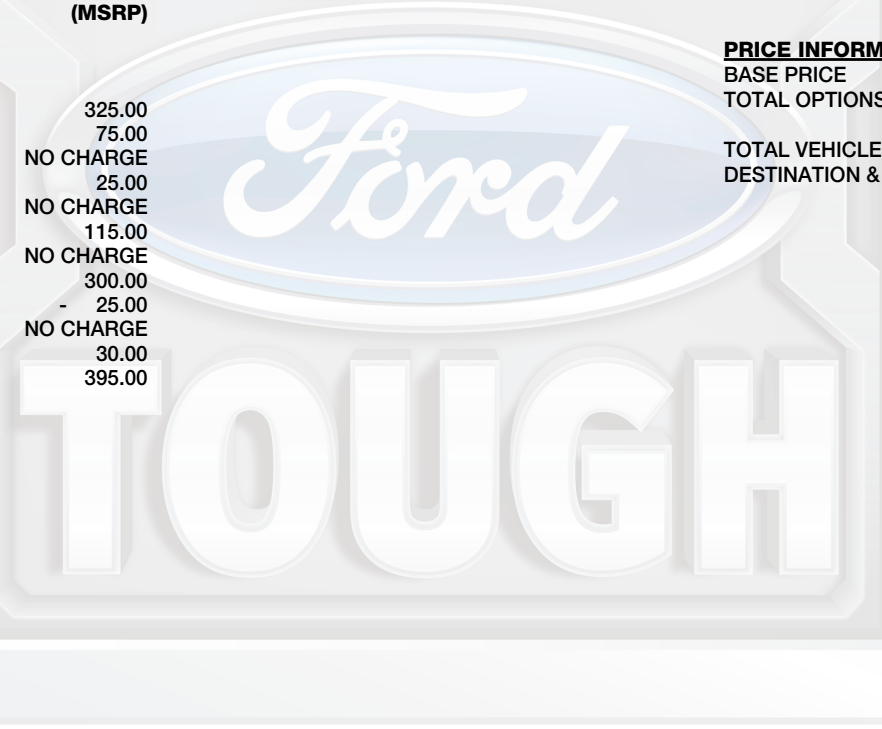 (MSRP)
325.00
75.00
NO CHARGE
25.00
NO CHARGE
115.00
NO CHARGE
300.00
- 25.00
NO CHARGE
30.00
395.00
PRICE INFORM
BASE PRICE
TOTAL OPTIONS
TOTAL VEHICLE
DESTINATION &
Ford
TOUGH